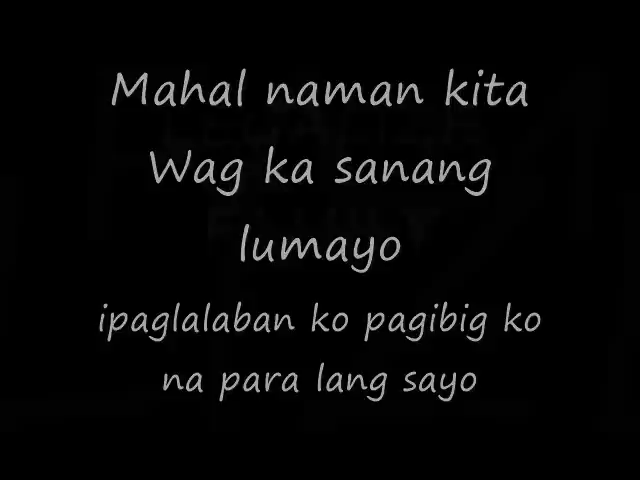 Mahal naman kita
Wag ka sanang
lumayo
ipaglalaban ko pagibig ko
na para lang sayo